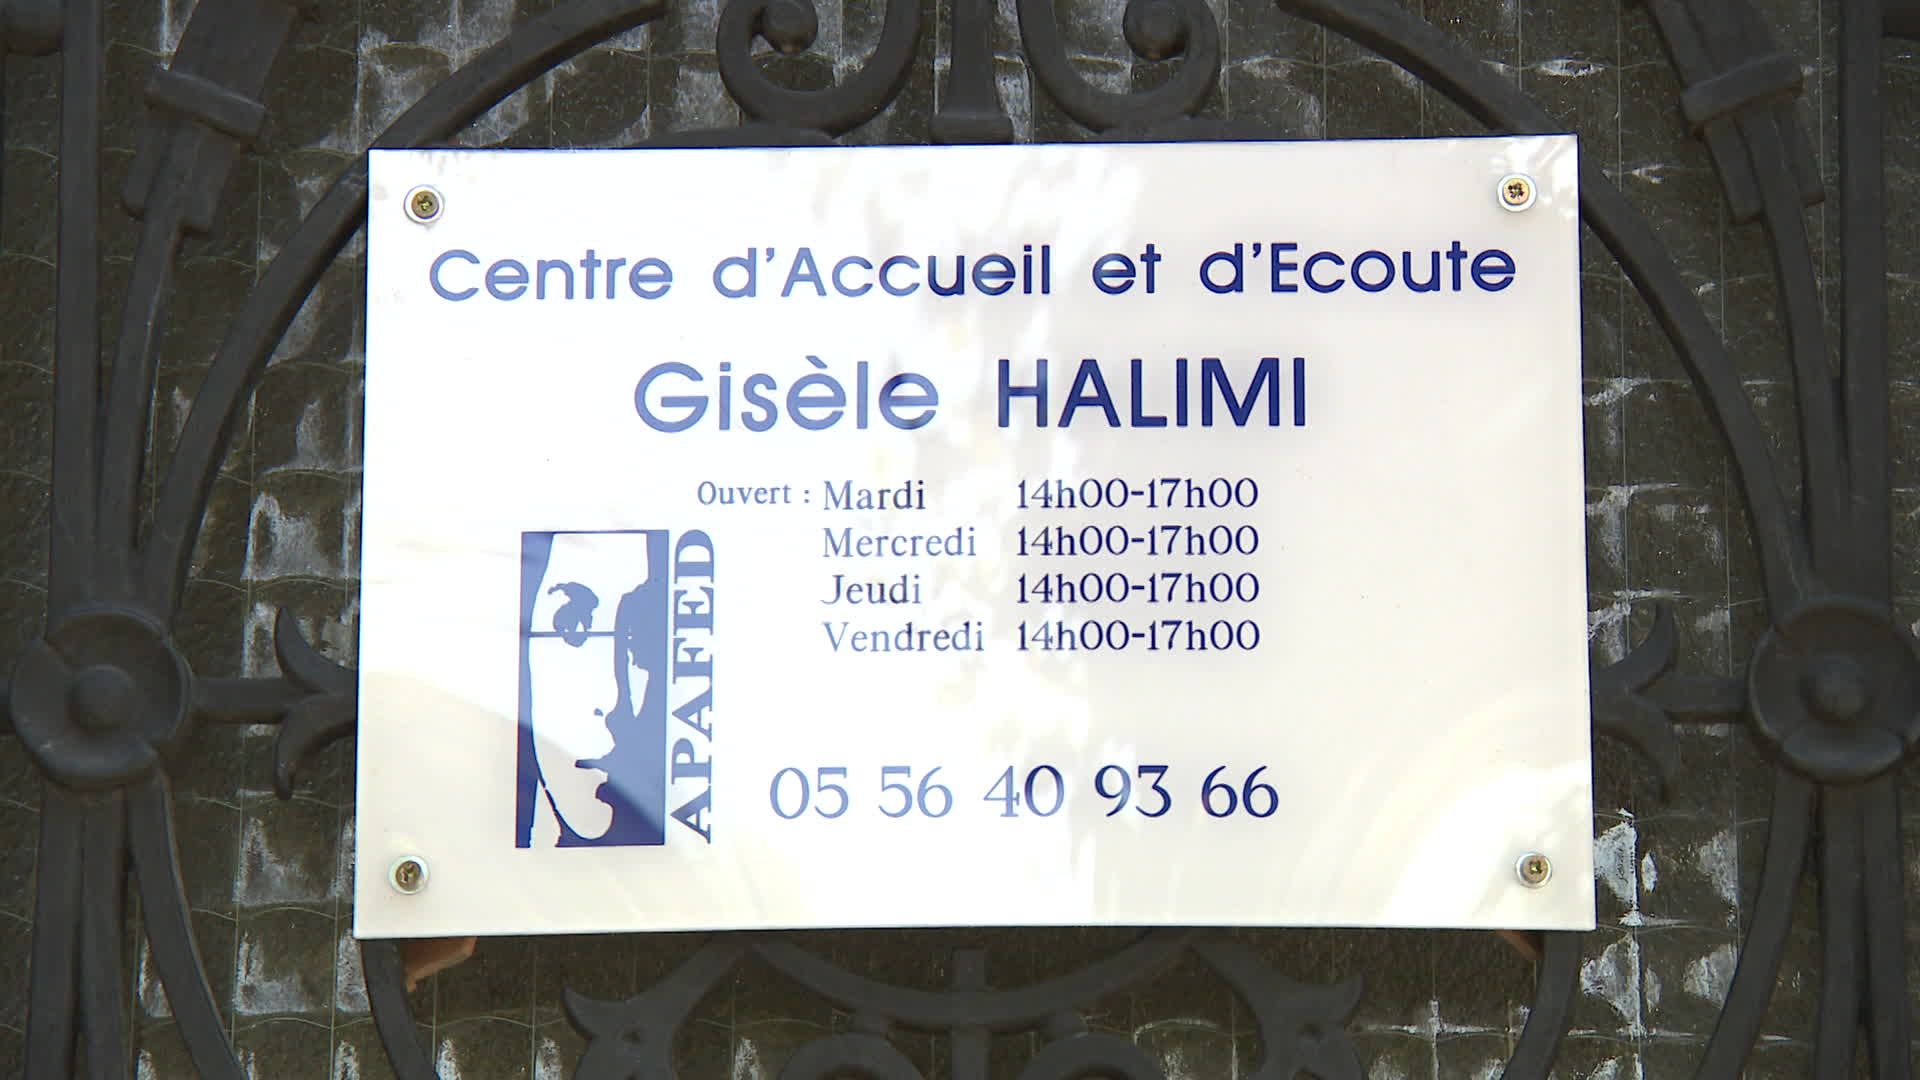 Centre d'Accueil et d'Ecoute
Gisèle HALIMI
Ouvert : Mardi 14h00-17h00
Mercredi 14h00-17h00
Jeudi 14h00-17h00
Vendredi 14h00-17h00
APAFED
05 56 40 93 66